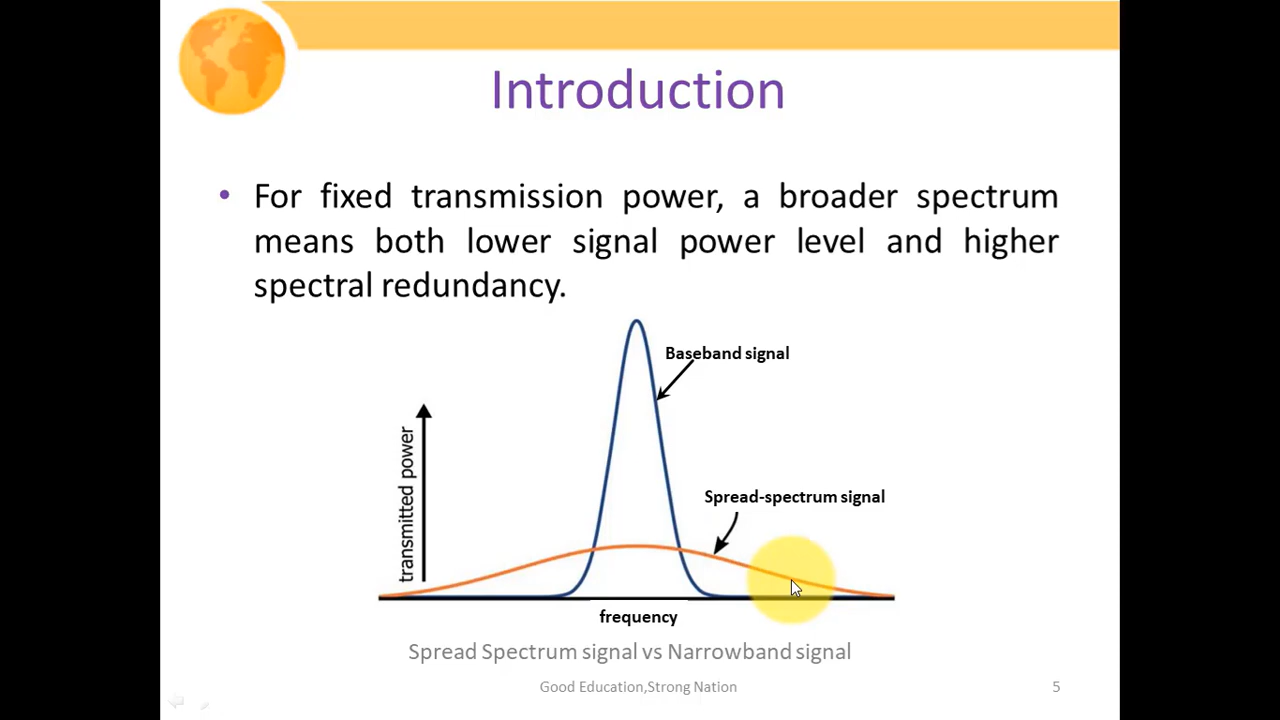 Introduction
• For fixed transmission power, a broader spectrum
means both lower signal power level and higher
spectral redundancy.
Baseband signal
transmitted power
Spread-spectrum signal
frequency
Spread Spectrum signal vs Narrowband signal
Good Education,Strong Nation
5